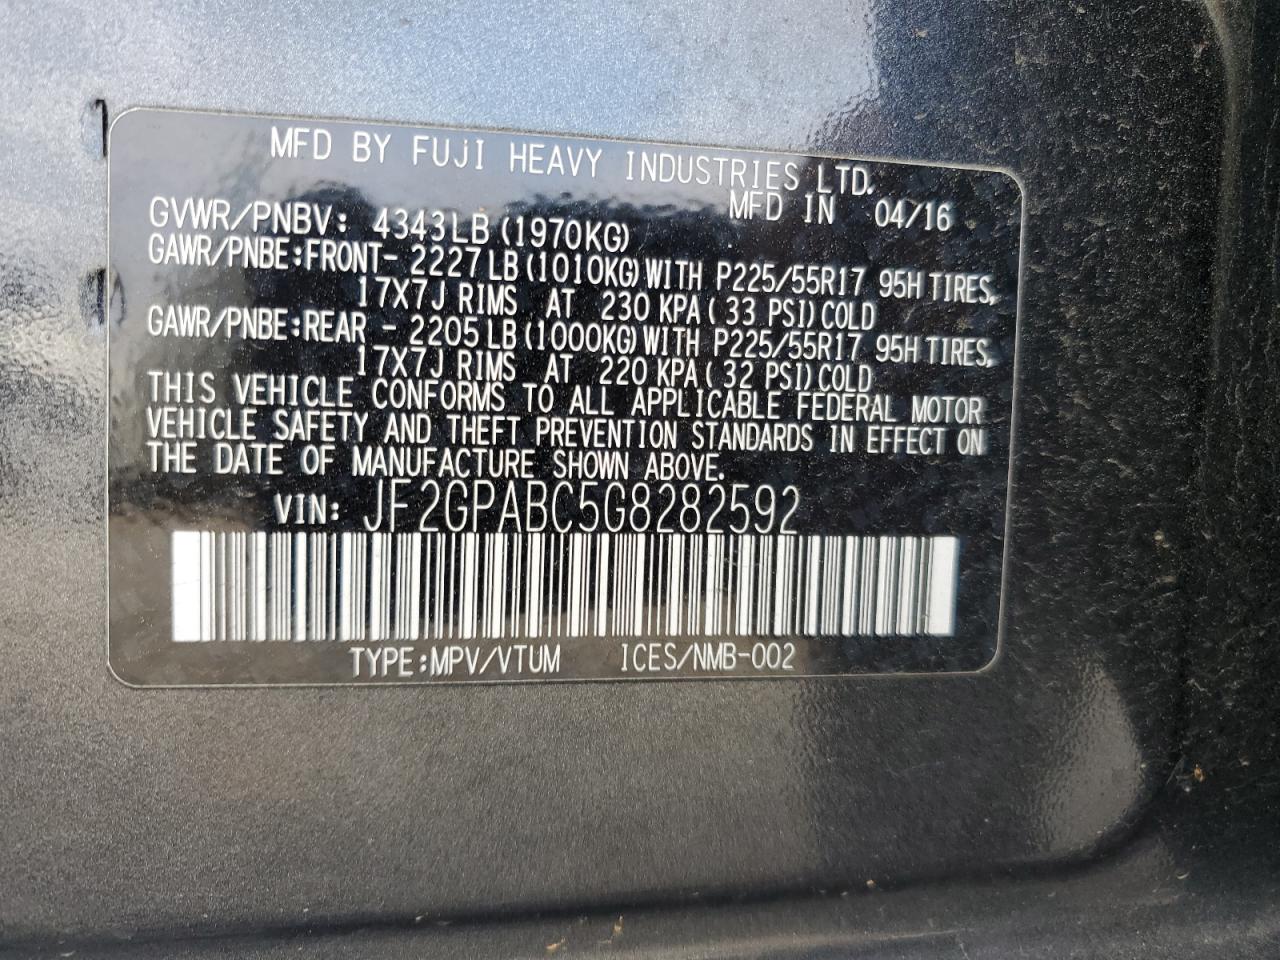 MFD BY FUJI HEAVY INDUSTRIES LTD.
MFD IN 04/16
GVWR/PNBV: 4343LB (1970KG)
GAWR/PNBE:FRONT- 2227LB (1010KG) WITH P225/55R17 95H TIRES,
17X7J RIMS AT 230 KPA ( 33 PSI) COLD
GAWR/PNBE:REAR - 2205LB (1000KG) WITH P225/55R17 95H TIRES,
17X7J RIMS AT 220 KPA ( 32 PSI) COLD
THIS VEHICLE CONFORMS TO ALL APPLICABLE FEDERAL MOTOR
VEHICLE SAFETY AND THEFT PREVENTION STANDARDS IN EFFECT ON
THE DATE OF MANUFACTURE SHOWN ABOVE.
VIN: JF2GPABC5G8282592
TYPE:MPV/VTUM ICES/NMB-002